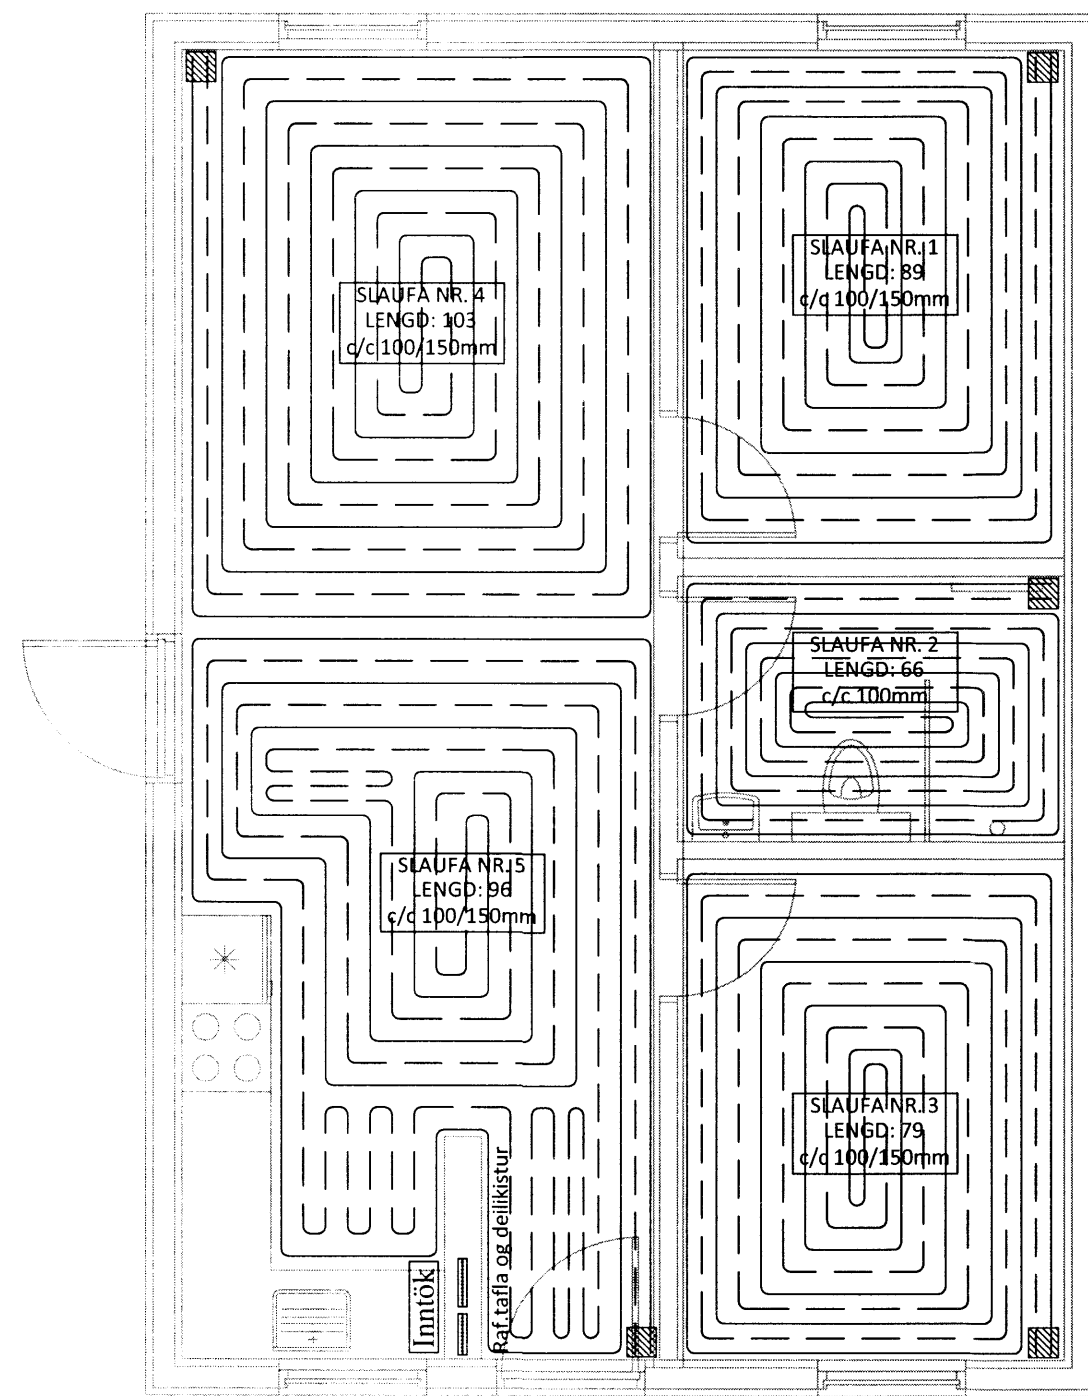 SLAUFA NR. 1
LENGD: 89
c/c 100/150mm
SLAUFA NR. 4
LENGD: 103
c/c 100/150mm
SLAUFA NR. 2
LENGD: 66
c/c 100mm
SLAUFA NR. 5
LENGD: 96
c/c 100/150mm
SLAUFA NR. 3
LENGD: 79
c/c 100/150mm
Inntök
Raf.tafla og deilikistur